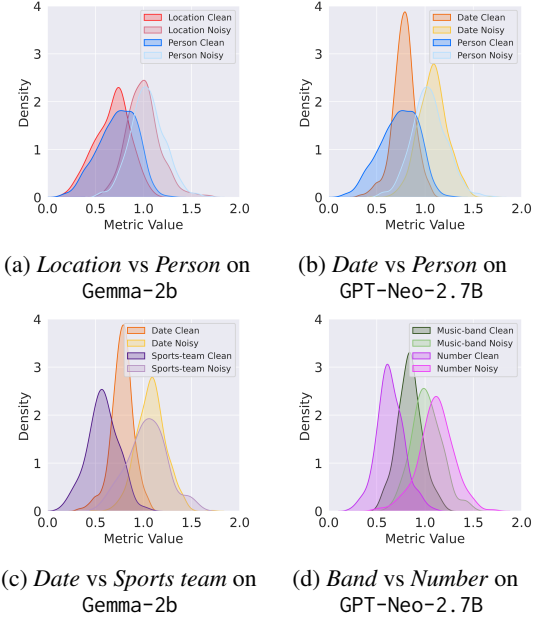 4
3
2
1
0
Density
0.0 0.5 1.0 1.5 2.0
Metric Value
Location Clean
Location Noisy
Person Clean
Person Noisy
(a) Location vs Person on
Gemma-2b
4
3
2
1
0
Density
0.0 0.5 1.0 1.5 2.0
Metric Value
Date Clean
Date Noisy
Person Clean
Person Noisy
(b) Date vs Person on
GPT-Neo-2.7B
4
3
2
1
0
Density
0.0 0.5 1.0 1.5 2.0
Metric Value
Date Clean
Date Noisy
Sports-team Clean
Sports-team Noisy
(c) Date vs Sports team on
Gemma-2b
4
3
2
1
0
Density
0.0 0.5 1.0 1.5 2.0
Metric Value
Music-band Clean
Music-band Noisy
Number Clean
Number Noisy
(d) Band vs Number on
GPT-Neo-2.7B